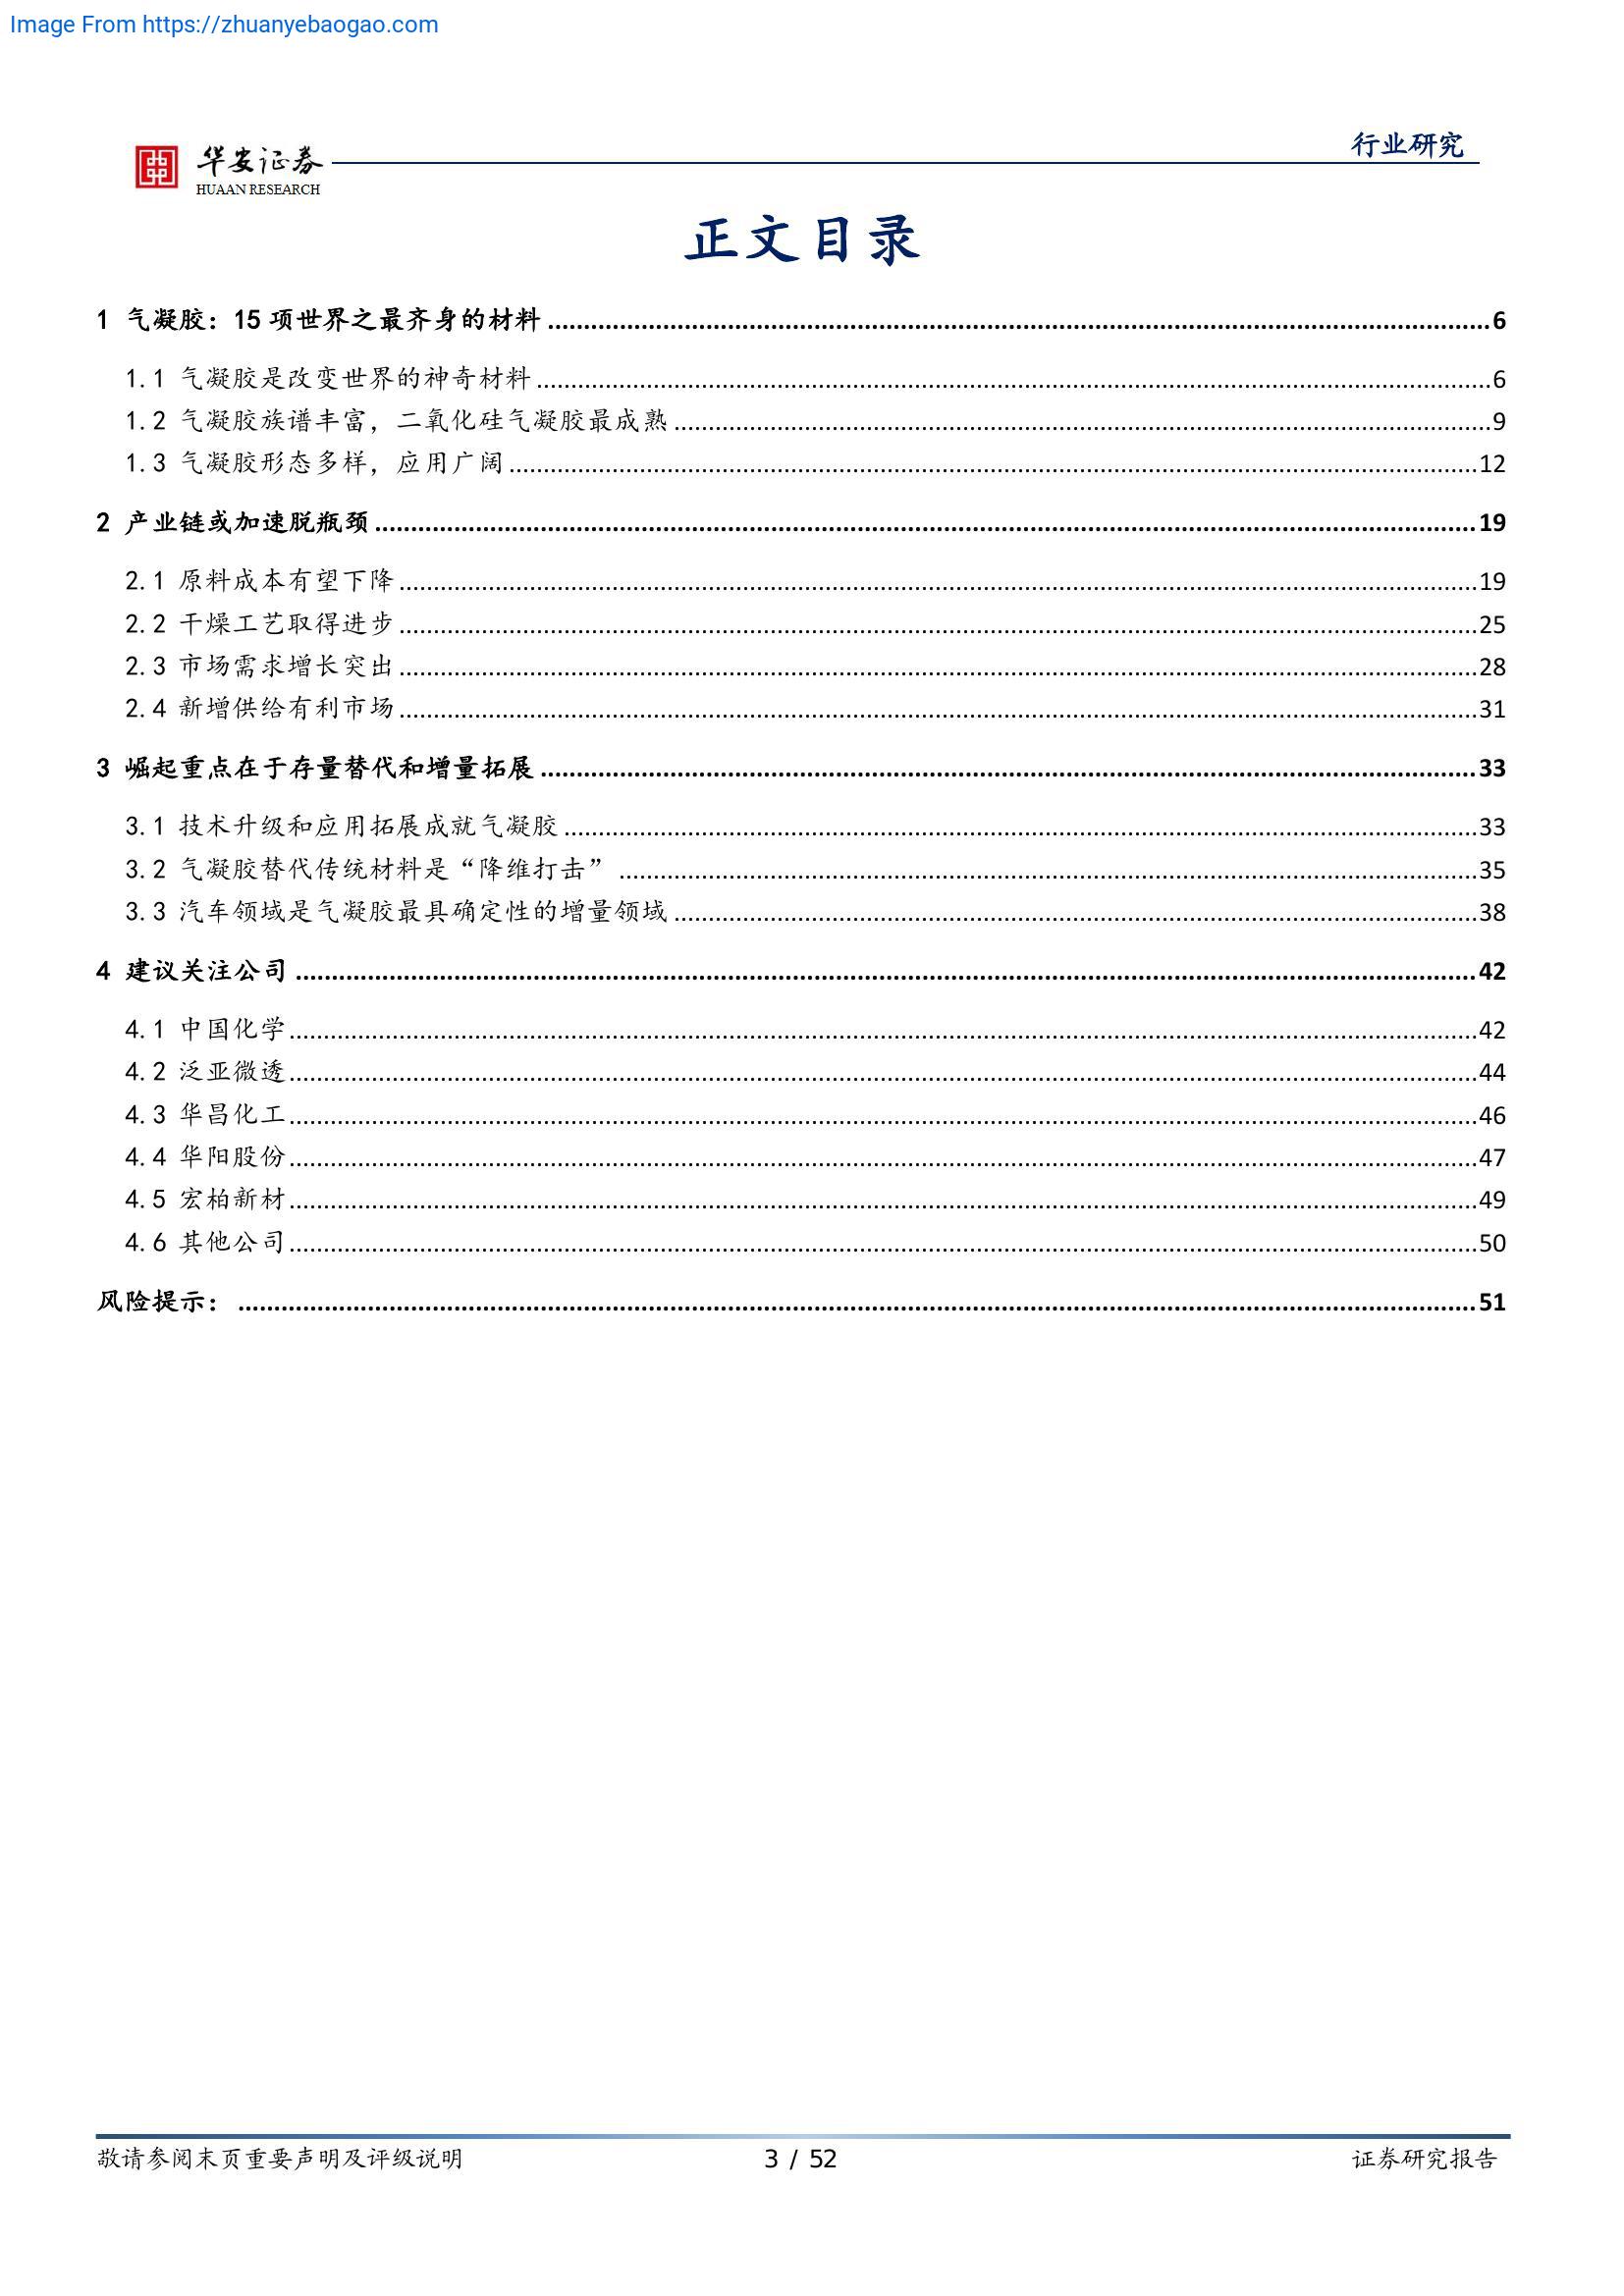 Image From https://zhuanyebaogao.com
华安证券
HUAAN RESEARCH
行业研究
正文目录
1 气凝胶：15 项世界之最齐身的材料 6
1.1 气凝胶是改变世界的神奇材料 6
1.2 气凝胶族谱丰富，二氧化硅气凝胶最成熟 9
1.3 气凝胶形态多样，应用广阔 12
2 产业链或加速脱瓶颈 19
2.1 原料成本有望下降 19
2.2 干燥工艺取得进步 25
2.3 市场需求增长突出 28
2.4 新增供给有利市场 31
3 崛起重点在于存量替代和增量拓展 33
3.1 技术升级和应用拓展成就气凝胶 33
3.2 气凝胶替代传统材料是“降维打击” 35
3.3 汽车领域是气凝胶最具确定性的增量领域 38
4 建议关注公司 42
4.1 中国化学 42
4.2 泛亚微透 44
4.3 华昌化工 46
4.4 华阳股份 47
4.5 宏柏新材 49
4.6 其他公司 50
风险提示： 51
敬请参阅末页重要声明及评级说明
3 / 52
证券研究报告